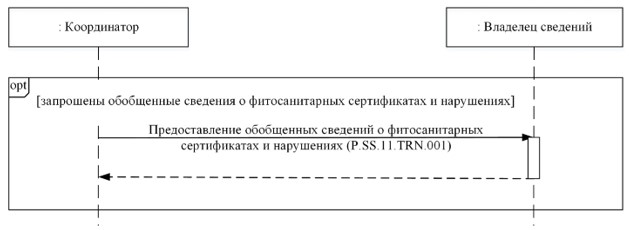 : Координатор
: Владелец сведений
opt
[запрошены обобщенные сведения о фитосанитарных сертификатах и нарушениях]
Предоставление обобщенных сведений о фитосанитарных
сертификатах и нарушениях (P.SS.11.TRN.001)